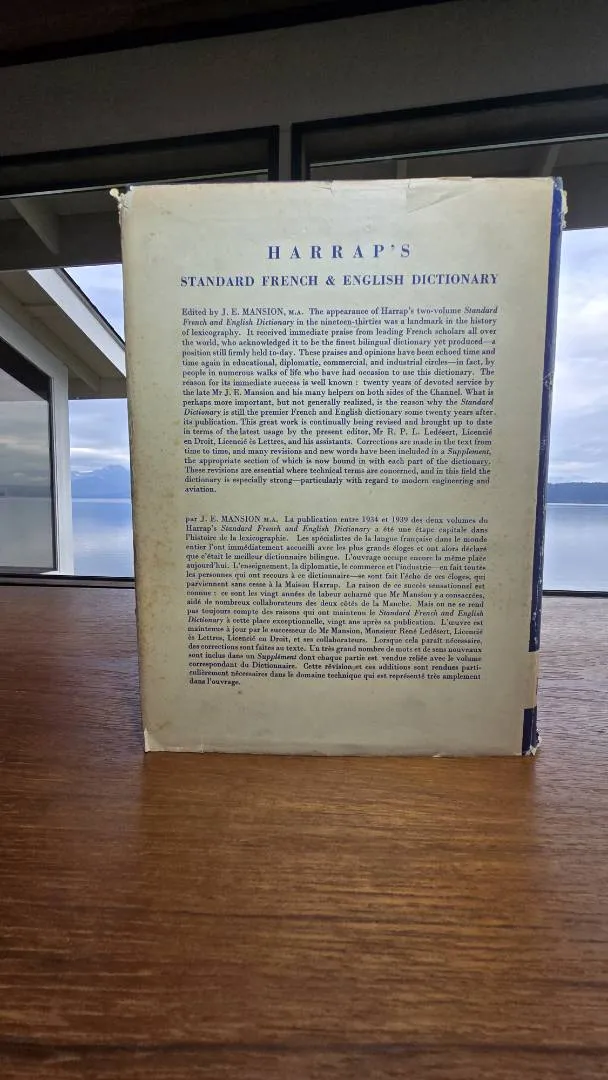 HARRAP'S
STANDARD FRENCH & ENGLISH DICTIONARY
Edited by J. E. MANSION, M.A. The appearance of Harrap's two-volume Standard
French and English Dictionary in the nineteen-thirties was a landmark in the history
of lexicography. It received immediate praise from leading French scholars all over
the world, who acknowledged it to be the finest bilingual dictionary yet produced—a
position still firmly held to-day. These praises and opinions have been echoed time and
time again in educational, diplomatic, commercial, and industrial circles—in fact, by
people in numerous walks of life who have had occasion to use this dictionary. The
reason for its immediate success is well known : twenty years of devoted service by
the late Mr J. E. Mansion and his many helpers on both sides of the Channel. What is
perhaps more important, but not generally realized, is the reason why the Standard
Dictionary is still the premier French and English dictionary some twenty years after
its publication. This great work is continually being revised and brought up to date
in terms of the latest usage by the present editor, Mr R. P. L. Ledésert, Licencié
en Droit, Licencié ès Lettres, and his assistants. Corrections are made in the text from
time to time, and many revisions and new words have been included in a Supplement,
the appropriate section of which is now bound in with each part of the dictionary.
These revisions are essential where technical terms are concerned, and in this field the
dictionary is especially strong—particularly with regard to modern engineering and
aviation.
par J. E. MANSION M.A. La publication entre 1934 et 1939 des deux volumes du
Harrap's Standard French and English Dictionary a été une étape capitale dans
l'histoire de la lexicographie. Les spécialistes de la langue française dans le monde
entier l'ont immédiatement accueilli avec les plus grands éloges et ont alors déclaré
que c'était le meilleur dictionnaire bilingue. L'ouvrage occupe encore la même place
aujourd'hui. L'enseignement, la diplomatie, le commerce et l'industrie—en fait toutes
les personnes qui ont recours à ce dictionnaire—se sont fait l'écho de ces éloges, qui
parviennent sans cesse à la Maison Harrap. La raison de ce succès sensationnel est
connue : ce sont les vingt années de labeur acharné que Mr Mansion y a consacrées,
aidé de nombreux collaborateurs des deux côtés de la Manche. Mais on ne se rend
pas toujours compte des raisons qui ont maintenu le Standard French and English
Dictionary à cette place exceptionnelle, vingt ans après sa publication. L'œuvre est
maintenue à jour par le successeur de Mr Mansion, Monsieur René Ledésert, Licencié
ès Lettres, Licencié en Droit, et ses collaborateurs. Lorsque cela paraît nécessaire,
des corrections sont faites au texte. Un très grand nombre de mots et de sens nouveaux
sont inclus dans un Supplément dont chaque partie est vendue reliée avec le volume
correspondant du Dictionnaire. Cette révision et ces additions sont rendues parti-
culièrement nécessaires dans le domaine technique qui est représenté très amplement
dans l'ouvrage.